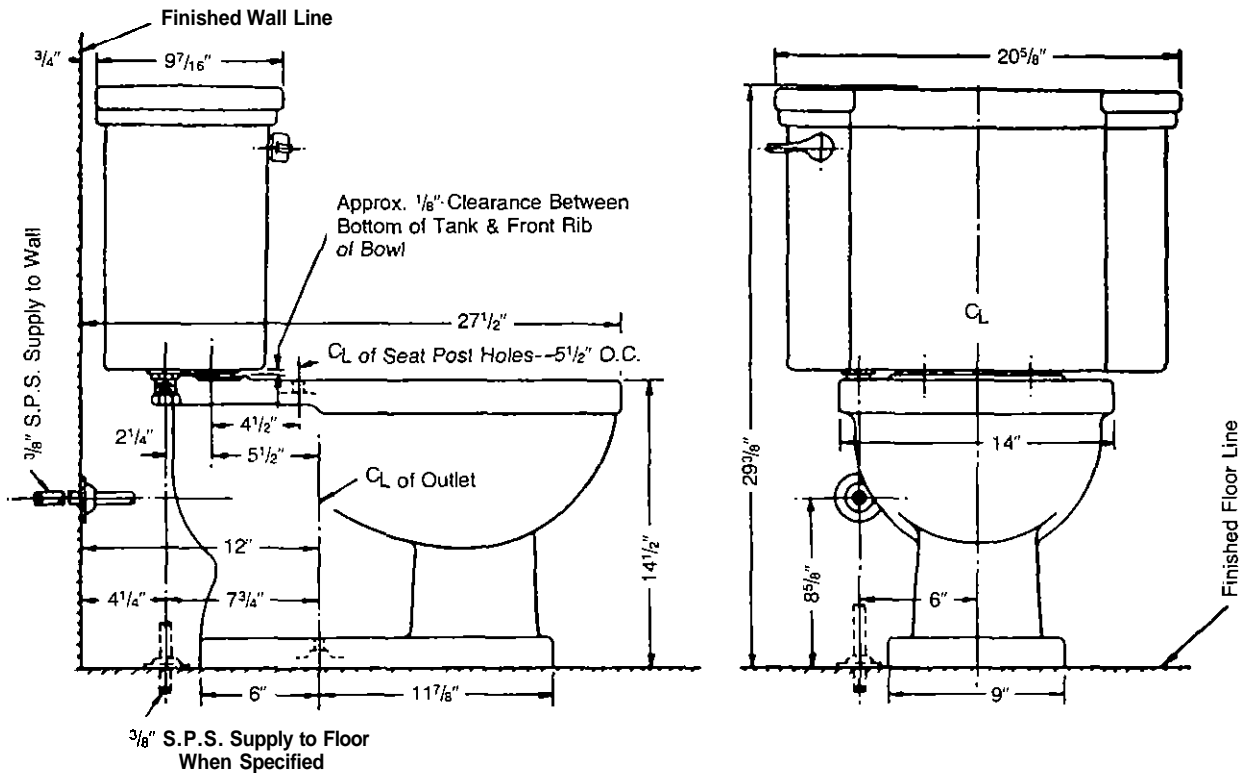 Finished Wall Line
3/4"
9 7/16"
20 5/8"
Approx. 1/8" Clearance Between
Bottom of Tank & Front Rib
of Bowl
3/8" S.P.S. Supply to Wall
27 1/2"
CL of Seat Post Holes--5 1/2" O.C.
CL
4 1/2"
2 1/4"
5 1/2"
14"
29 3/8"
CL of Outlet
12"
14 1/2"
8 5/8"
Finished Floor Line
4 1/4"
7 3/4"
6"
6"
11 7/8"
9"
3/8" S.P.S. Supply to Floor
When Specified